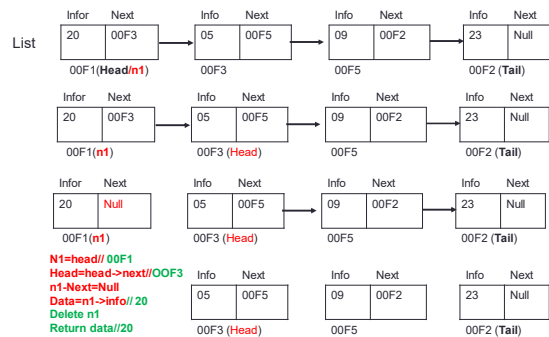 Infor Next Info Next Info Next Info Next
List 20 00F3 05 00F5 09 00F2 23 Null
00F1(Head/n1) 00F3 00F5 00F2 (Tail)
Infor Next Info Next Info Next Info Next
20 00F3 05 00F5 09 00F2 23 Null
00F1(n1) 00F3 (Head) 00F5 00F2 (Tail)
Infor Next Info Next Info Next Info Next
20 Null 05 00F5 09 00F2 23 Null
00F1(n1) 00F3 (Head) 00F5 00F2 (Tail)
N1=head// 00F1
Head=head->next//OOF3
n1-Next=Null
Data=n1->info// 20
Delete n1
Return data//20
Info Next Info Next Info Next
05 00F5 09 00F2 23 Null
00F3 (Head) 00F5 00F2 (Tail)